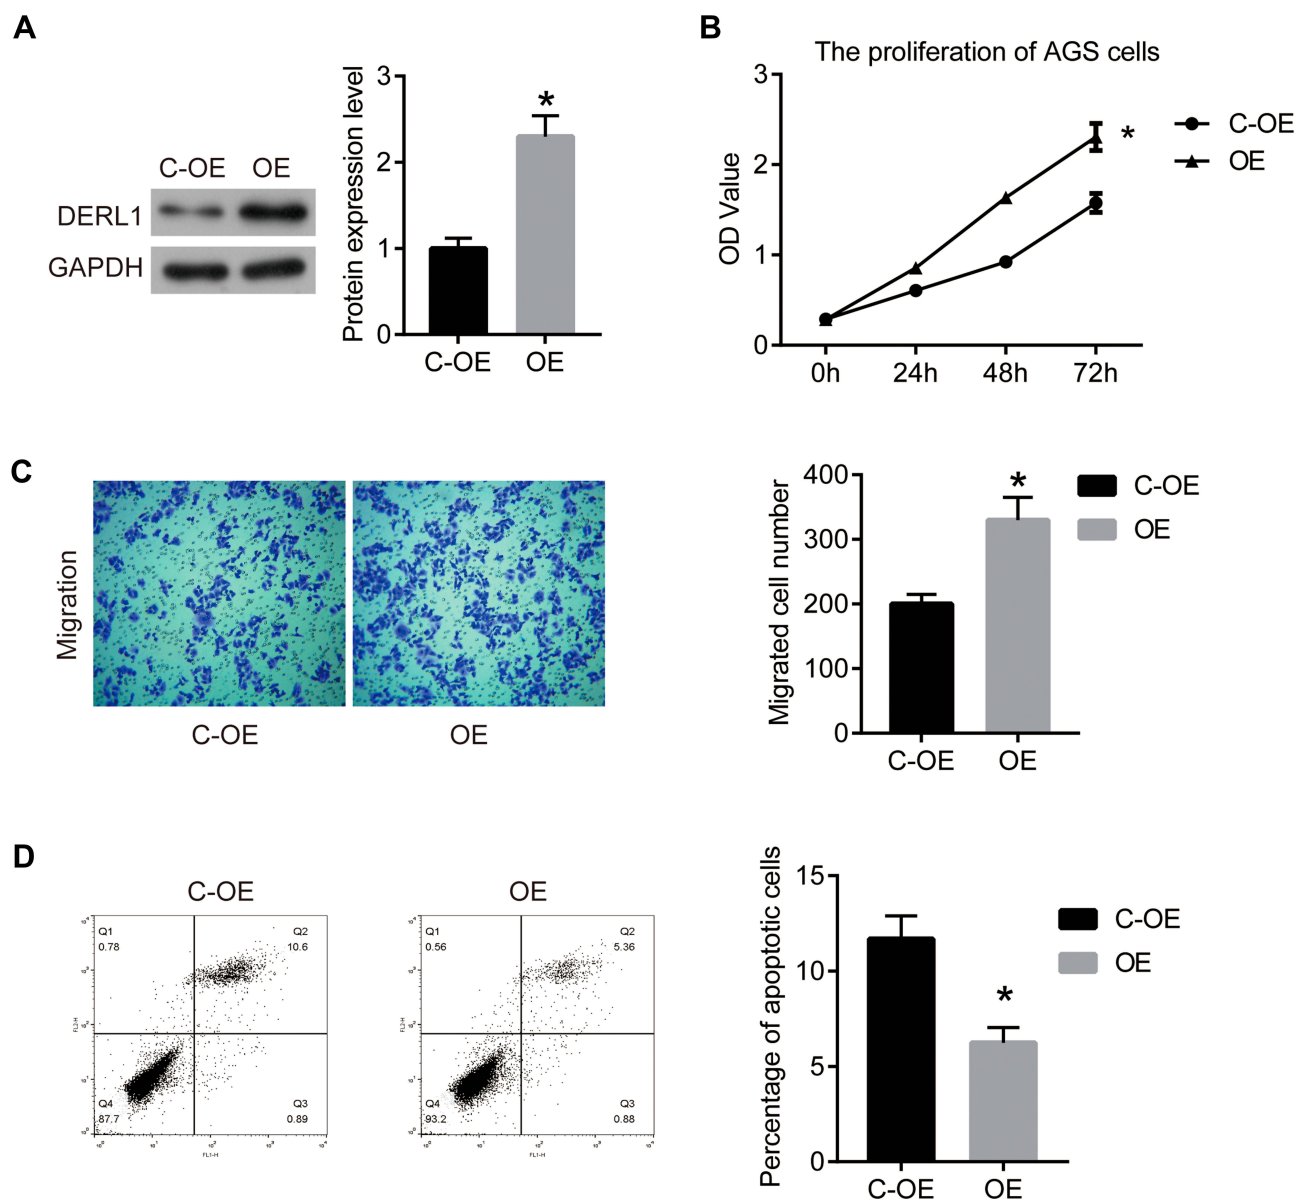 A
C-OE OE
DERL1
GAPDH
Protein expression level
3
2
1
0
*
C-OE OE
B
The proliferation of AGS cells
OD Value
3
2
1
0
*
0h 24h 48h 72h
C-OE
OE
C
Migration
C-OE OE
Migrated cell number
400
300
200
100
0
*
C-OE OE
C-OE
OE
D
C-OE
Q1
0.78
Q2
10.6
Q4
87.7
Q3
0.89
FL2-H
FL1-H
OE
Q1
0.56
Q2
5.36
Q4
93.2
Q3
0.88
FL2-H
FL1-H
Percentage of apoptotic cells
15
10
5
0
*
C-OE OE
C-OE
OE